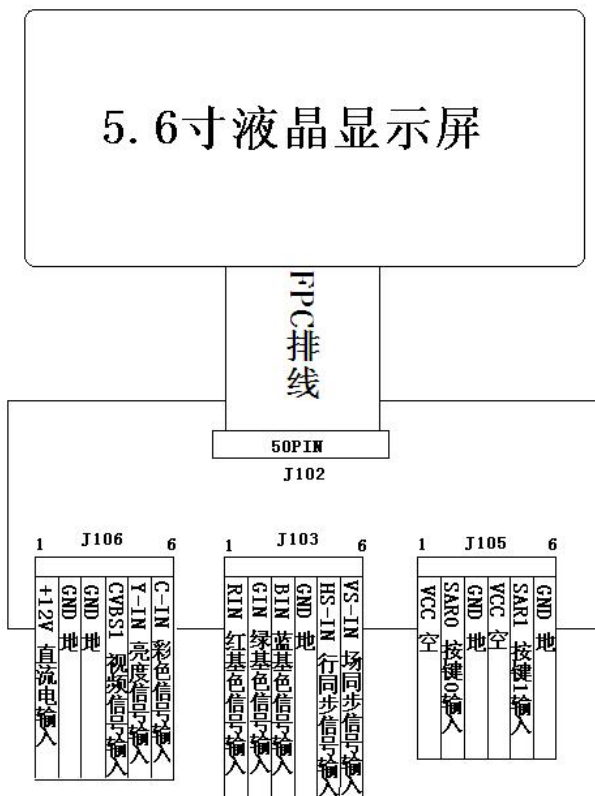 5.6寸液晶显示屏
FPC排线
50PIN
J102
1 J106 6
+12V 直流电输入
GND 地
GND 地
CVBS1 视频信号输入
Y-IN 亮度信号输入
C-IN 彩色信号输入
1 J103 6
RIN 红基色信号输入
GIN 绿基色信号输入
BIN 蓝基色信号输入
GND 地
HS-IN 行同步信号输入
VS-IN 场同步信号输入
1 J105 6
VCC 空
SAR0 按键0输入
GND 地
VCC 空
SAR1 按键1输入
GND 地